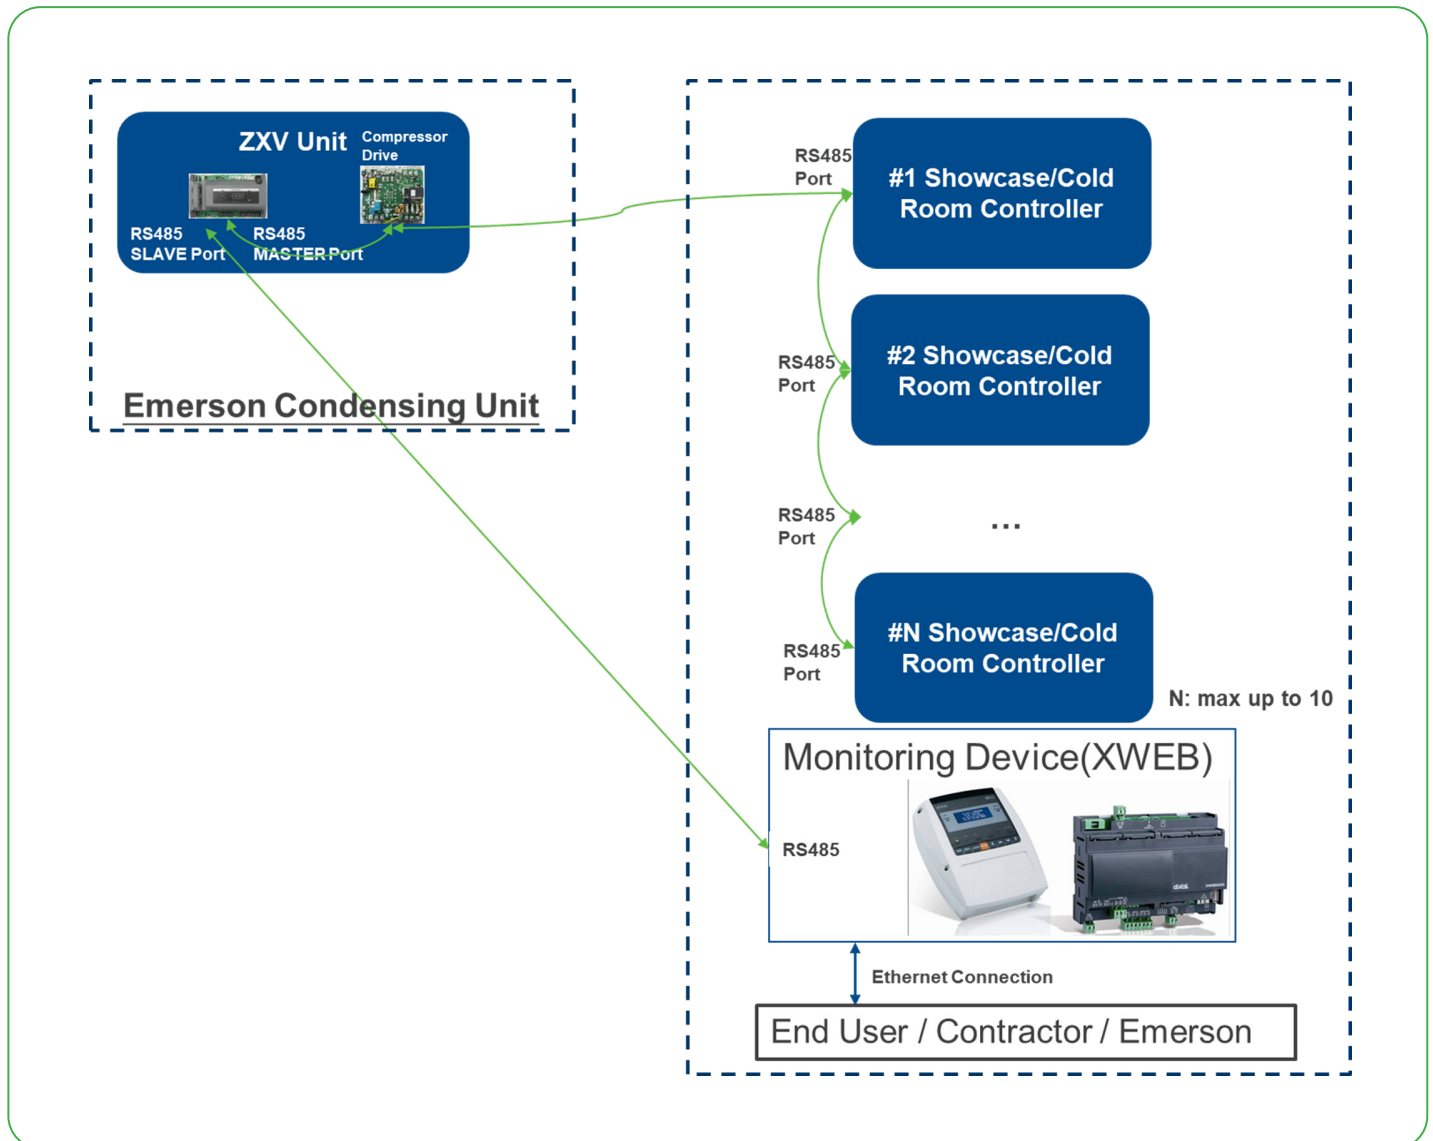 ZXV Unit
Compressor
Drive
RS485
SLAVE Port
RS485
MASTER Port
Emerson Condensing Unit
RS485
Port
#1 Showcase/Cold
Room Controller
RS485
Port
#2 Showcase/Cold
Room Controller
RS485
Port
...
RS485
Port
#N Showcase/Cold
Room Controller
N: max up to 10
Monitoring Device(XWEB)
RS485
dixell
Ethernet Connection
End User / Contractor / Emerson